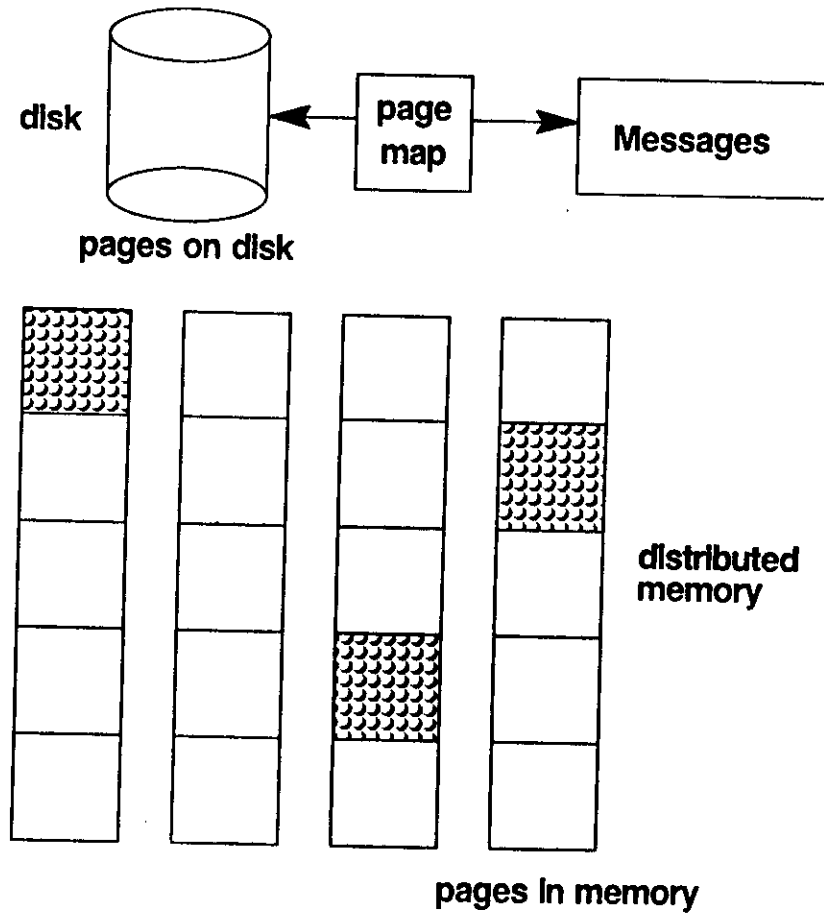 disk
page
map
Messages
pages on disk
distributed
memory
pages in memory